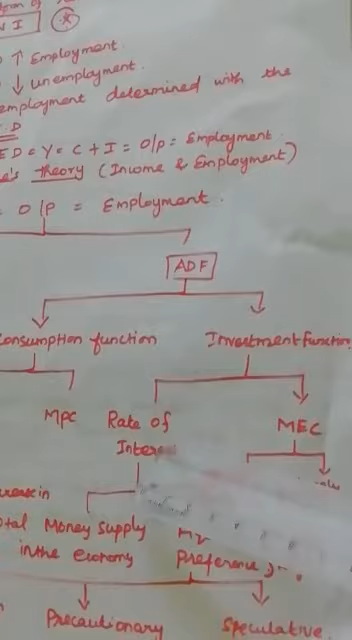 N I
↑ Employment.
↓ unemployment.
employment determined with the
ED = Y = C + I = O/p = Employment.
theory (Income & Employment)
= O/p = Employment.
ADF
Consumption function Investment Function
MPC Rate of MEC
Interes
Money supply
in the economy Preference
Precautionary Speculative.